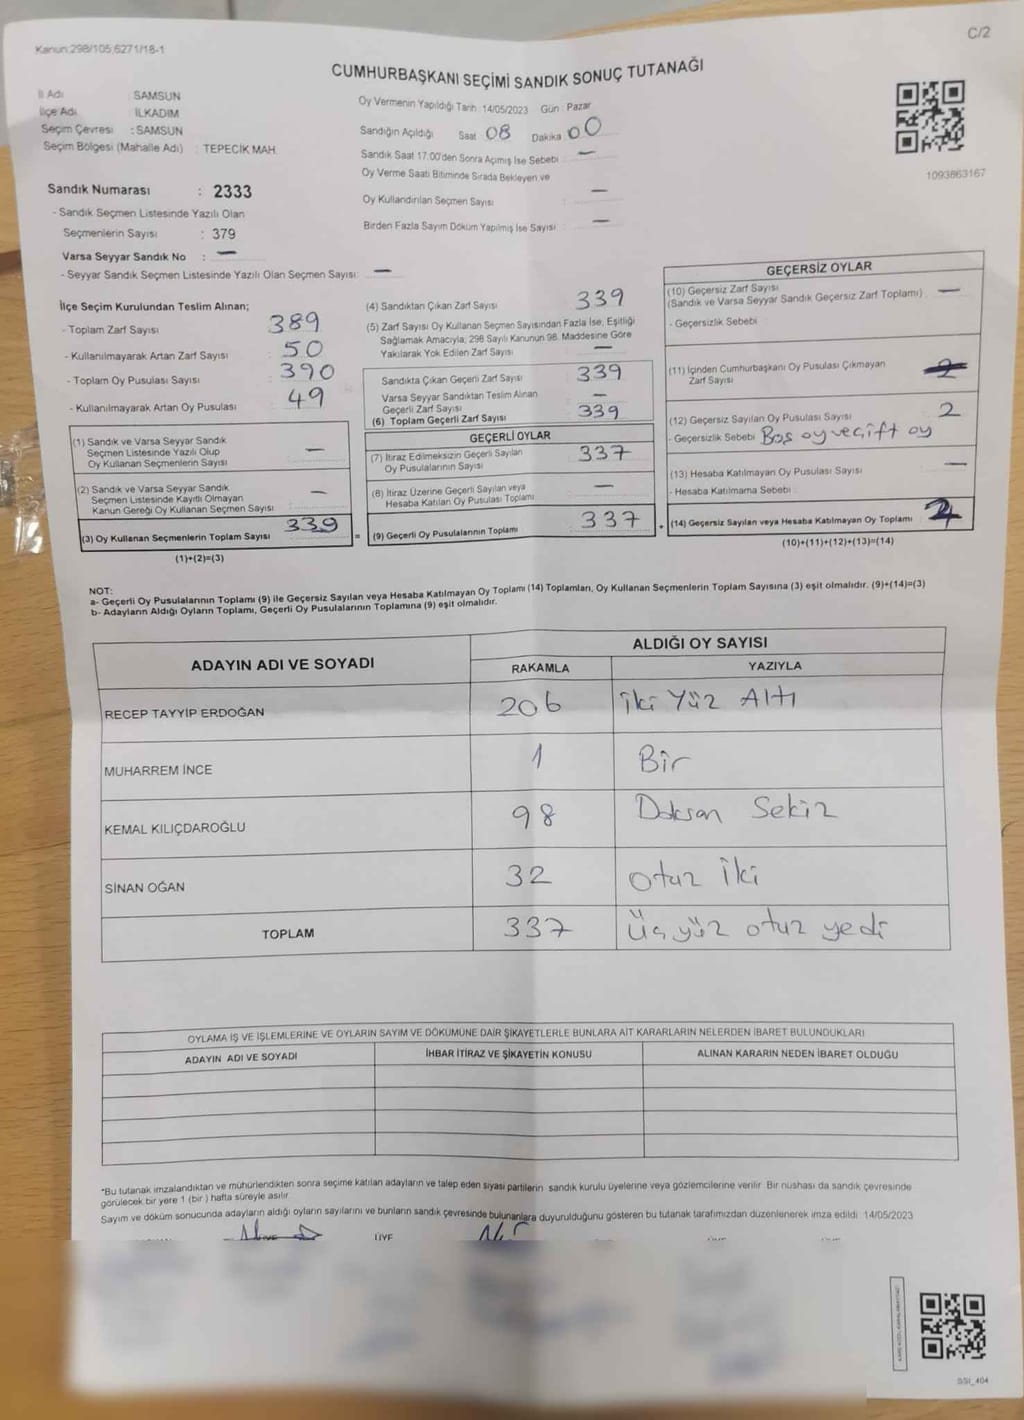 Kanun:298/105,6271/18-1
C/2
CUMHURBAŞKANI SEÇİMİ SANDIK SONUÇ TUTANAĞI
İl Adı : SAMSUN
İlçe Adı : İLKADIM
Seçim Çevresi : SAMSUN
Seçim Bölgesi (Mahalle Adı) : TEPECİK MAH.
Sandık Numarası : 2333
- Sandık Seçmen Listesinde Yazılı Olan
Seçmenlerin Sayısı : 379
Varsa Seyyar Sandık No : —
- Seyyar Sandık Seçmen Listesinde Yazılı Olan Seçmen Sayısı: —
Oy Vermenin Yapıldığı Tarih : 14/05/2023 Gün : Pazar
Sandığın Açıldığı Saat 08 Dakika 00
Sandık Saat 17.00'den Sonra Açılmış İse Sebebi : —
Oy Verme Saati Bitiminde Sırada Bekleyen ve
Oy Kullandırılan Seçmen Sayısı : —
Birden Fazla Sayım Döküm Yapılmış İse Sayısı : —
1093863167
İlçe Seçim Kurulundan Teslim Alınan;
- Toplam Zarf Sayısı : 389
- Kullanılmayarak Artan Zarf Sayısı : 50
- Toplam Oy Pusulası Sayısı : 390
- Kullanılmayarak Artan Oy Pusulası : 49
(1) Sandık ve Varsa Seyyar Sandık
Seçmen Listesinde Yazılı Olup
Oy Kullanan Seçmenlerin Sayısı —
(2) Sandık ve Varsa Seyyar Sandık
Seçmen Listesinde Kayıtlı Olmayan
Kanun Gereği Oy Kullanan Seçmen Sayısı —
(3) Oy Kullanan Seçmenlerin Toplam Sayısı 339
(1)+(2)=(3)
(4) Sandıktan Çıkan Zarf Sayısı 339
(5) Zarf Sayısı Oy Kullanan Seçmen Sayısından Fazla İse, Eşitliği
Sağlamak Amacıyla; 298 Sayılı Kanunun 98. Maddesine Göre
Yakılarak Yok Edilen Zarf Sayısı —
Sandıkta Çıkan Geçerli Zarf Sayısı 339
Varsa Seyyar Sandıktan Teslim Alınan
Geçerli Zarf Sayısı —
(6) Toplam Geçerli Zarf Sayısı 339
=
GEÇERLİ OYLAR
(7) İtiraz Edilmeksizin Geçerli Sayılan
Oy Pusulalarının Sayısı 337
(8) İtiraz Üzerine Geçerli Sayılan veya
Hesaba Katılan Oy Pusulası Toplamı —
(9) Geçerli Oy Pusulalarının Toplamı 337
+
GEÇERSİZ OYLAR
(10) Geçersiz Zarf Sayısı
(Sandık ve Varsa Seyyar Sandık Geçersiz Zarf Toplamı) —
- Geçersizlik Sebebi :
(11) İçinden Cumhurbaşkanı Oy Pusulası Çıkmayan
Zarf Sayısı
(12) Geçersiz Sayılan Oy Pusulası Sayısı 2
- Geçersizlik Sebebi : Boş oy ve çift oy
(13) Hesaba Katılmayan Oy Pusulası Sayısı —
- Hesaba Katılmama Sebebi :
(14) Geçersiz Sayılan veya Hesaba Katılmayan Oy Toplamı 2
(10)+(11)+(12)+(13)=(14)
NOT:
a- Geçerli Oy Pusulalarının Toplamı (9) ile Geçersiz Sayılan veya Hesaba Katılmayan Oy Toplamı (14) Toplamları, Oy Kullanan Seçmenlerin Toplam Sayısına (3) eşit olmalıdır. (9)+(14)=(3)
b- Adayların Aldığı Oyların Toplamı, Geçerli Oy Pusulalarının Toplamına (9) eşit olmalıdır.
ADAYIN ADI VE SOYADI
ALDIĞI OY SAYISI
RAKAMLA YAZIYLA
RECEP TAYYİP ERDOĞAN 206 İki Yüz Altı
MUHARREM İNCE 1 Bir
KEMAL KILIÇDAROĞLU 98 Doksan Sekiz
SİNAN OĞAN 32 Otuz İki
TOPLAM 337 Üç yüz otuz yedi
OYLAMA İŞ VE İŞLEMLERİNE VE OYLARIN SAYIM VE DÖKÜMÜNE DAİR ŞİKAYETLERLE BUNLARA AİT KARARLARIN NELERDEN İBARET BULUNDUKLARI
ADAYIN ADI VE SOYADI İHBAR İTİRAZ VE ŞİKAYETİN KONUSU ALINAN KARARIN NEDEN İBARET OLDUĞU
*Bu tutanak imzalandıktan ve mühürlendikten sonra seçime katılan adayların ve talep eden siyasi partilerin sandık kurulu üyelerine veya gözlemcilerine verilir. Bir nüshası da sandık çevresinde
görülecek bir yere 1 (bir) hafta süreyle asılır.
Sayım ve döküm sonucunda adayların aldığı oyların sayılarını ve bunların sandık çevresinde bulunanlara duyurulduğunu gösteren bu tutanak tarafımızdan düzenlenerek imza edildi. 14/05/2023
ÜYE
SSI_404